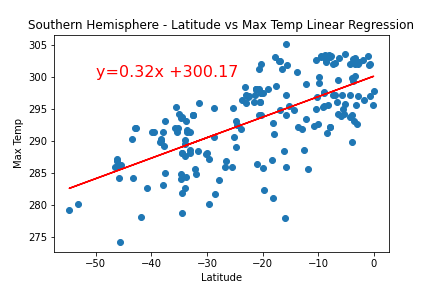 Southern Hemisphere - Latitude vs Max Temp Linear Regression
305
300
295
290
285
280
275
y=0.32x +300.17
Max Temp
−50 −40 −30 −20 −10 0
Latitude